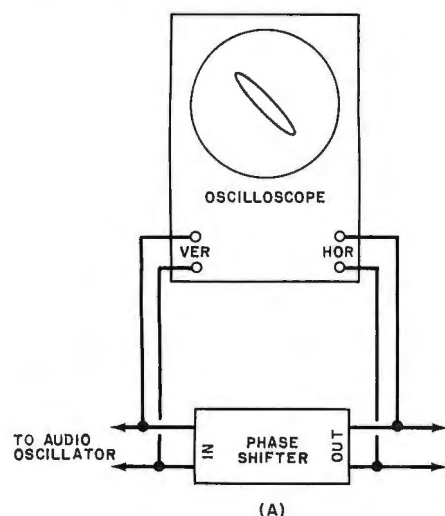 OSCILLOSCOPE
VER
HOR
TO AUDIO
OSCILLATOR
IN
PHASE
SHIFTER
OUT
(A)